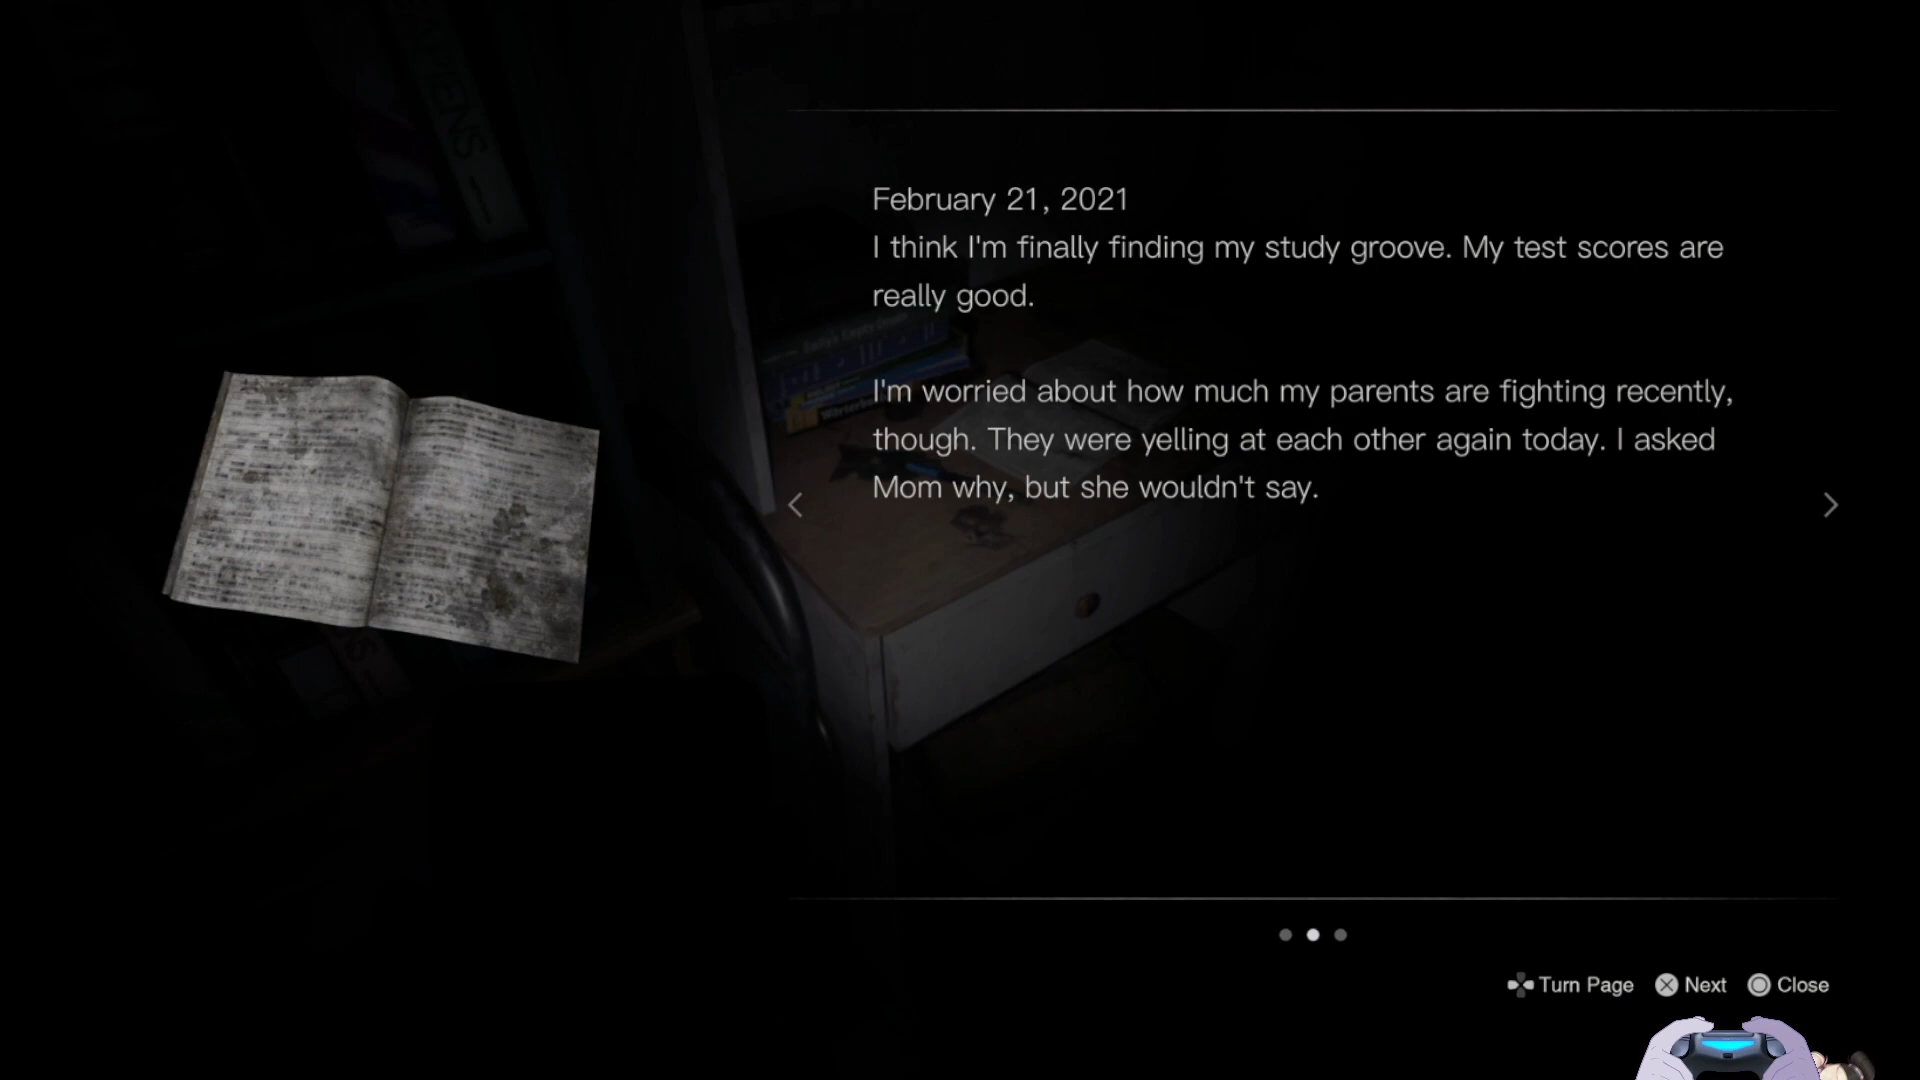 February 21, 2021
I think I'm finally finding my study groove. My test scores are
really good.
I'm worried about how much my parents are fighting recently,
though. They were yelling at each other again today. I asked
Mom why, but she wouldn't say.
Turn Page Next Close